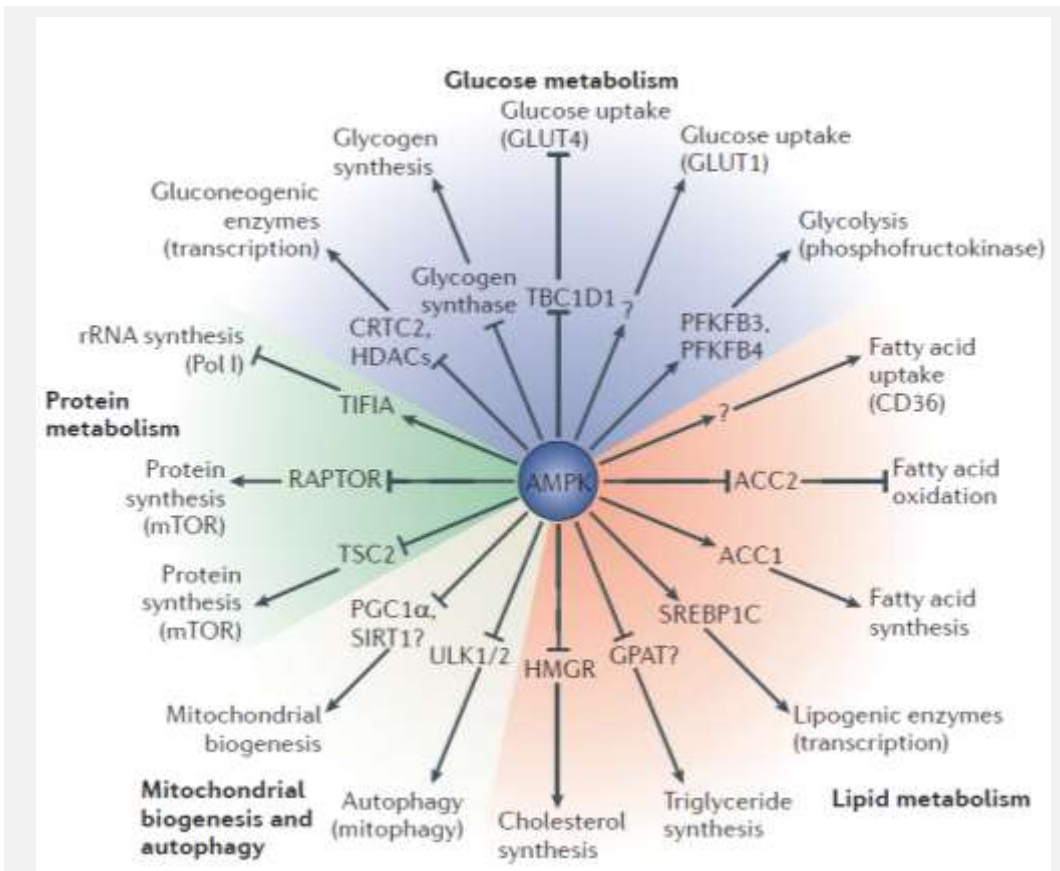 Glucose metabolism
Glucose uptake
(GLUT4)
Glucose uptake
(GLUT1)
Glycogen
synthesis
Gluconeogenic
enzymes
(transcription)
Glycolysis
(phosphofructokinase)
Glycogen
synthase
TBC1D1
?
CRTC2,
HDACs
PFKFB3,
PFKFB4
rRNA synthesis
(Pol I)
TIFIA
Fatty acid
uptake
(CD36)
?
Protein
metabolism
Protein
synthesis
(mTOR)
RAPTOR
AMPK
ACC2
Fatty acid
oxidation
TSC2
ACC1
Protein
synthesis
(mTOR)
Fatty acid
synthesis
PGC1α,
SIRT1?
ULK1/2
HMGR
GPAT?
SREBP1C
Mitochondrial
biogenesis
Lipogenic enzymes
(transcription)
Mitochondrial
biogenesis and
autophagy
Autophagy
(mitophagy)
Cholesterol
synthesis
Triglyceride
synthesis
Lipid metabolism